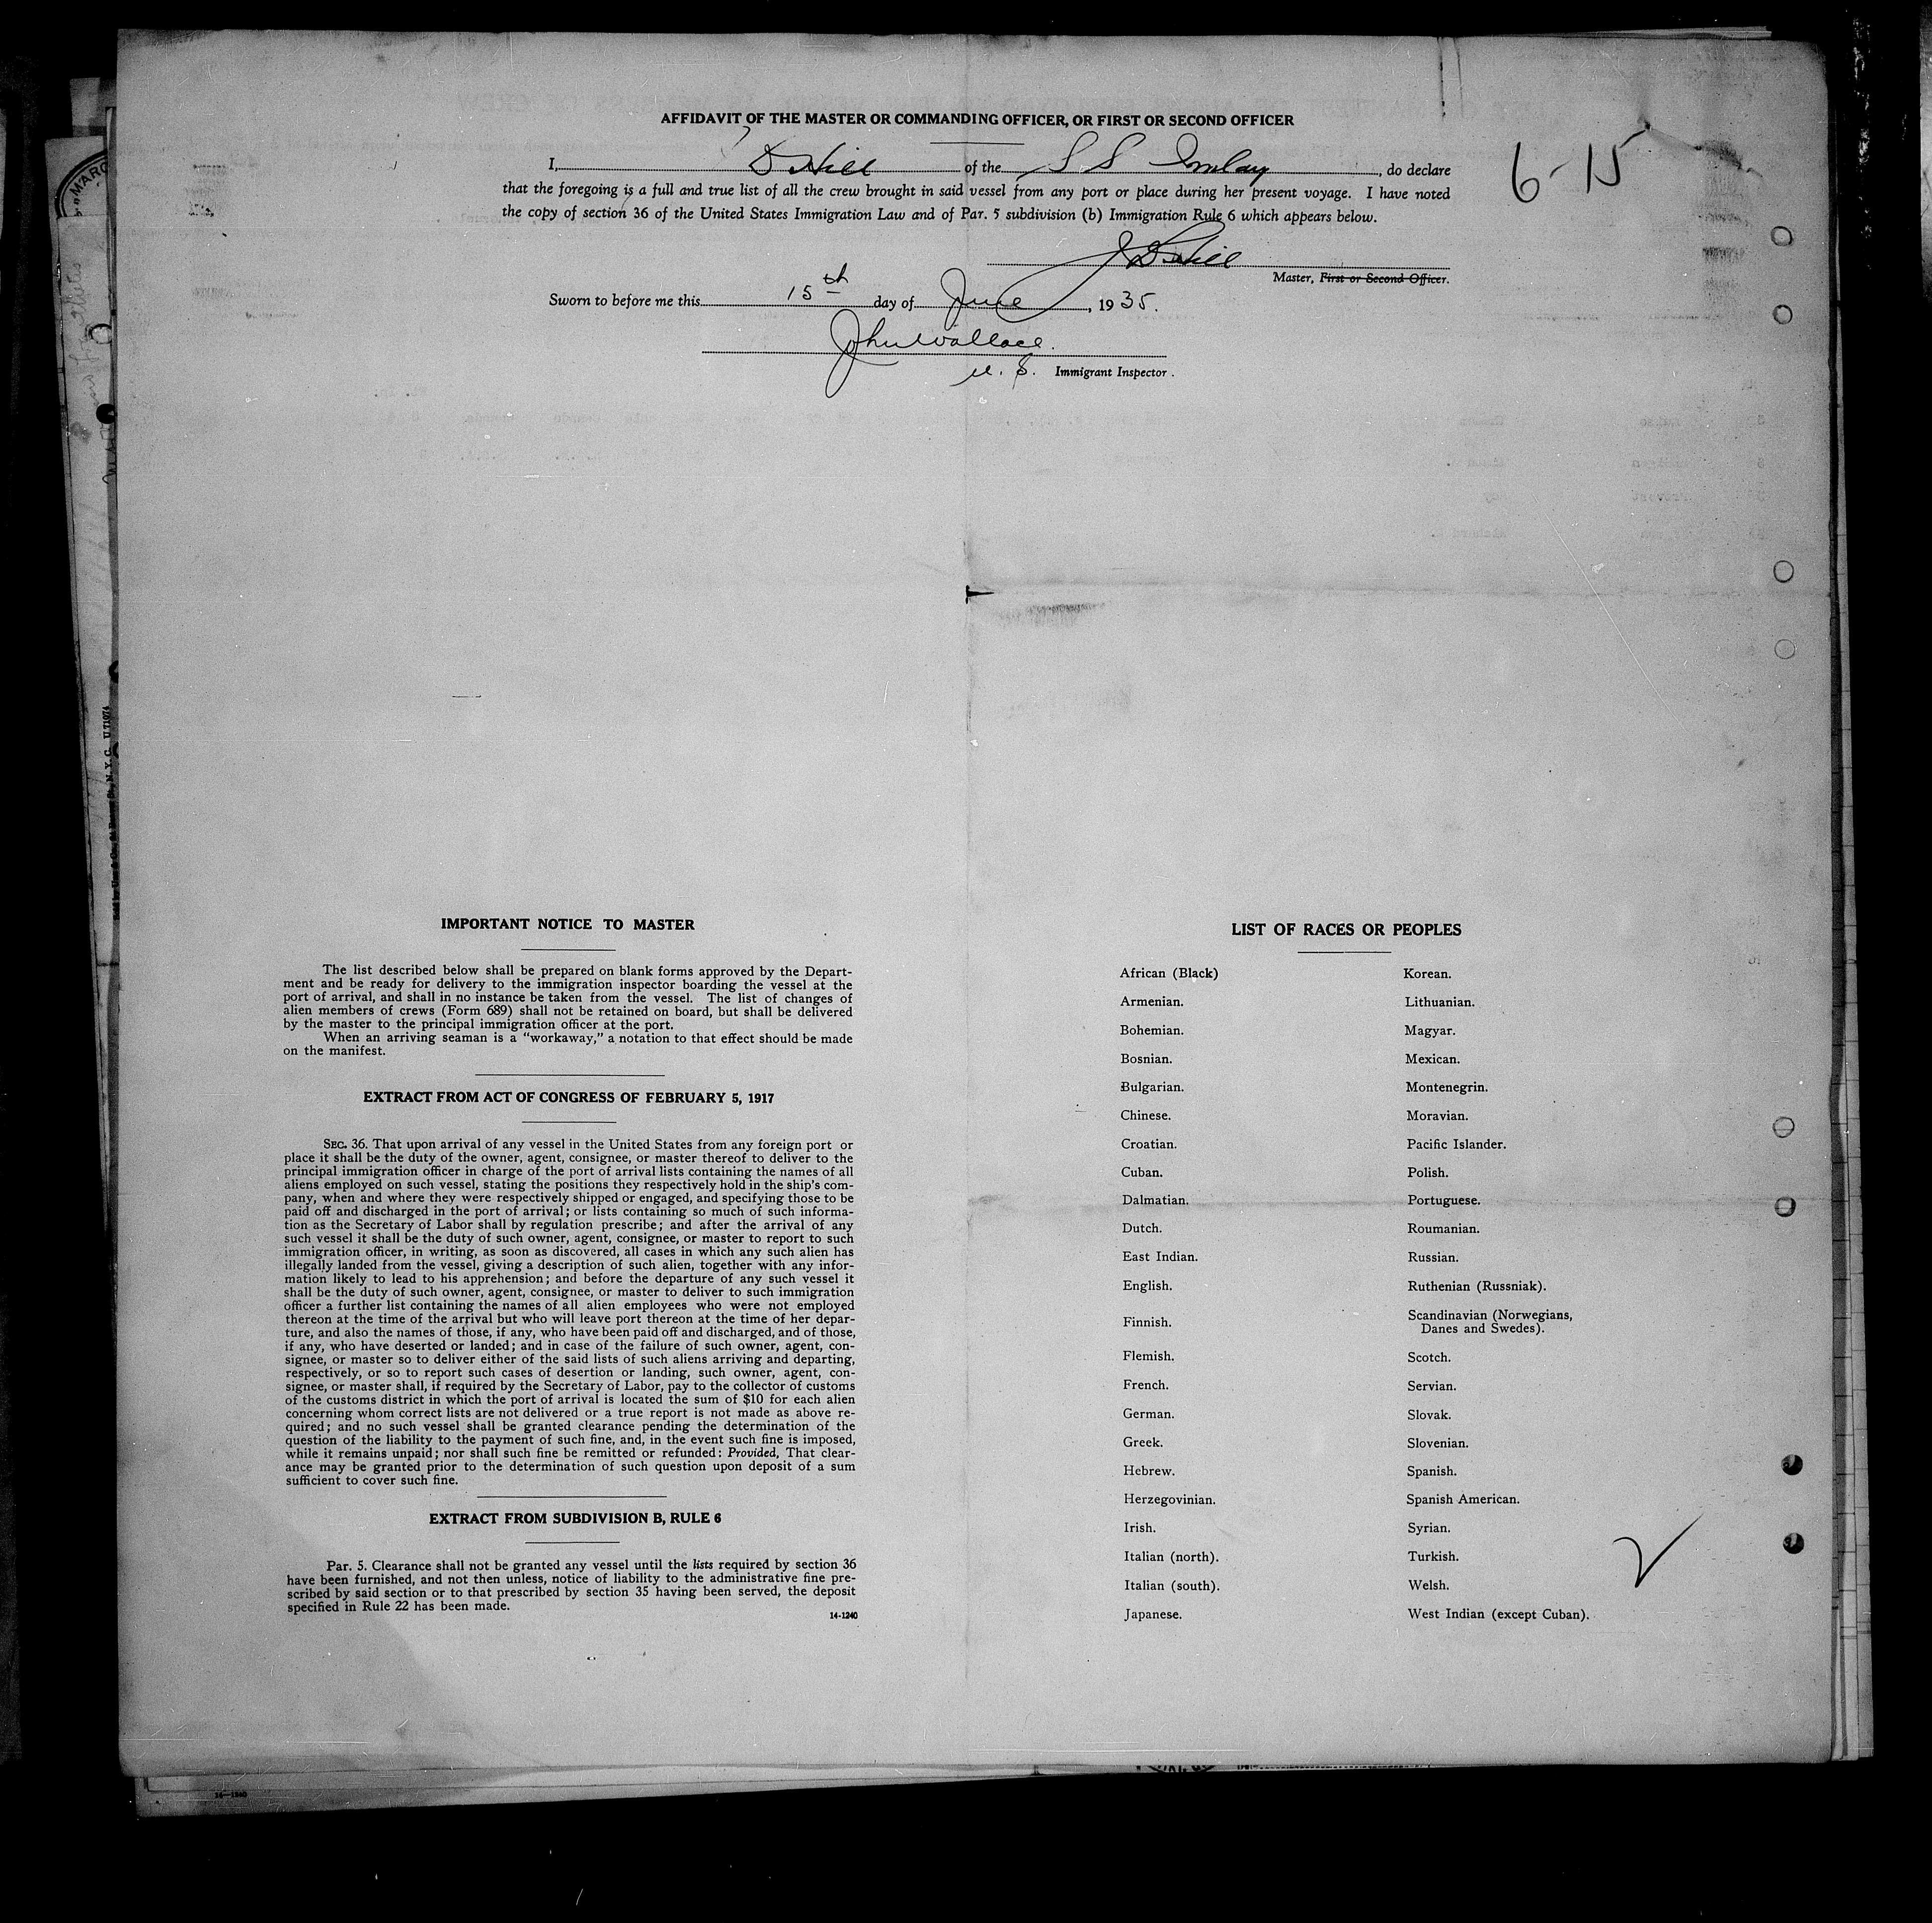 AFFIDAVIT OF THE MASTER OR COMMANDING OFFICER, OR FIRST OR SECOND OFFICER
I, D Hill of the S S Imlay, do declare
that the foregoing is a full and true list of all the crew brought in said vessel from any port or place during her present voyage. I have noted
the copy of section 36 of the United States Immigration Law and of Par. 5 subdivision (b) Immigration Rule 6 which appears below.
6-15
J D Hill
Master, First or Second Officer.
Sworn to before me this 15th day of June, 1935.
John Wallace.
U. S. Immigrant Inspector.
IMPORTANT NOTICE TO MASTER
The list described below shall be prepared on blank forms approved by the Depart-
ment and be ready for delivery to the immigration inspector boarding the vessel at the
port of arrival, and shall in no instance be taken from the vessel. The list of changes of
alien members of crews (Form 689) shall not be retained on board, but shall be delivered
by the master to the principal immigration officer at the port.
When an arriving seaman is a "workaway," a notation to that effect should be made
on the manifest.
EXTRACT FROM ACT OF CONGRESS OF FEBRUARY 5, 1917
SEC. 36. That upon arrival of any vessel in the United States from any foreign port or
place it shall be the duty of the owner, agent, consignee, or master thereof to deliver to the
principal immigration officer in charge of the port of arrival lists containing the names of all
aliens employed on such vessel, stating the positions they respectively hold in the ship's com-
pany, when and where they were respectively shipped or engaged, and specifying those to be
paid off and discharged in the port of arrival; or lists containing so much of such informa-
tion as the Secretary of Labor shall by regulation prescribe; and after the arrival of any
such vessel it shall be the duty of such owner, agent, consignee, or master to report to such
immigration officer, in writing, as soon as discovered, all cases in which any such alien has
illegally landed from the vessel, giving a description of such alien, together with any infor-
mation likely to lead to his apprehension; and before the departure of any such vessel it
shall be the duty of such owner, agent, consignee, or master to deliver to such immigration
officer a further list containing the names of all alien employees who were not employed
thereon at the time of the arrival but who will leave port thereon at the time of her depar-
ture, and also the names of those, if any, who have been paid off and discharged, and of those,
if any, who have deserted or landed; and in case of the failure of such owner, agent, con-
signee, or master so to deliver either of the said lists of such aliens arriving and departing,
respectively, or so to report such cases of desertion or landing, such owner, agent, con-
signee, or master shall, if required by the Secretary of Labor, pay to the collector of customs
of the customs district in which the port of arrival is located the sum of $10 for each alien
concerning whom correct lists are not delivered or a true report is not made as above re-
quired; and no such vessel shall be granted clearance pending the determination of the
question of the liability to the payment of such fine, and, in the event such fine is imposed,
while it remains unpaid; nor shall such fine be remitted or refunded: Provided, That clear-
ance may be granted prior to the determination of such question upon deposit of a sum
sufficient to cover such fine.
EXTRACT FROM SUBDIVISION B, RULE 6
Par. 5. Clearance shall not be granted any vessel until the lists required by section 36
have been furnished, and not then unless, notice of liability to the administrative fine pre-
scribed by said section or to that prescribed by section 35 having been served, the deposit
specified in Rule 22 has been made.
14-1240
LIST OF RACES OR PEOPLES
African (Black)
Armenian.
Bohemian.
Bosnian.
Bulgarian.
Chinese.
Croatian.
Cuban.
Dalmatian.
Dutch.
East Indian.
English.
Finnish.
Flemish.
French.
German.
Greek.
Hebrew.
Herzegovinian.
Irish.
Italian (north).
Italian (south).
Japanese.
Korean.
Lithuanian.
Magyar.
Mexican.
Montenegrin.
Moravian.
Pacific Islander.
Polish.
Portuguese.
Roumanian.
Russian.
Ruthenian (Russniak).
Scandinavian (Norwegians,
Danes and Swedes).
Scotch.
Servian.
Slovak.
Slovenian.
Spanish.
Spanish American.
Syrian.
Turkish.
Welsh.
West Indian (except Cuban).
14-1240